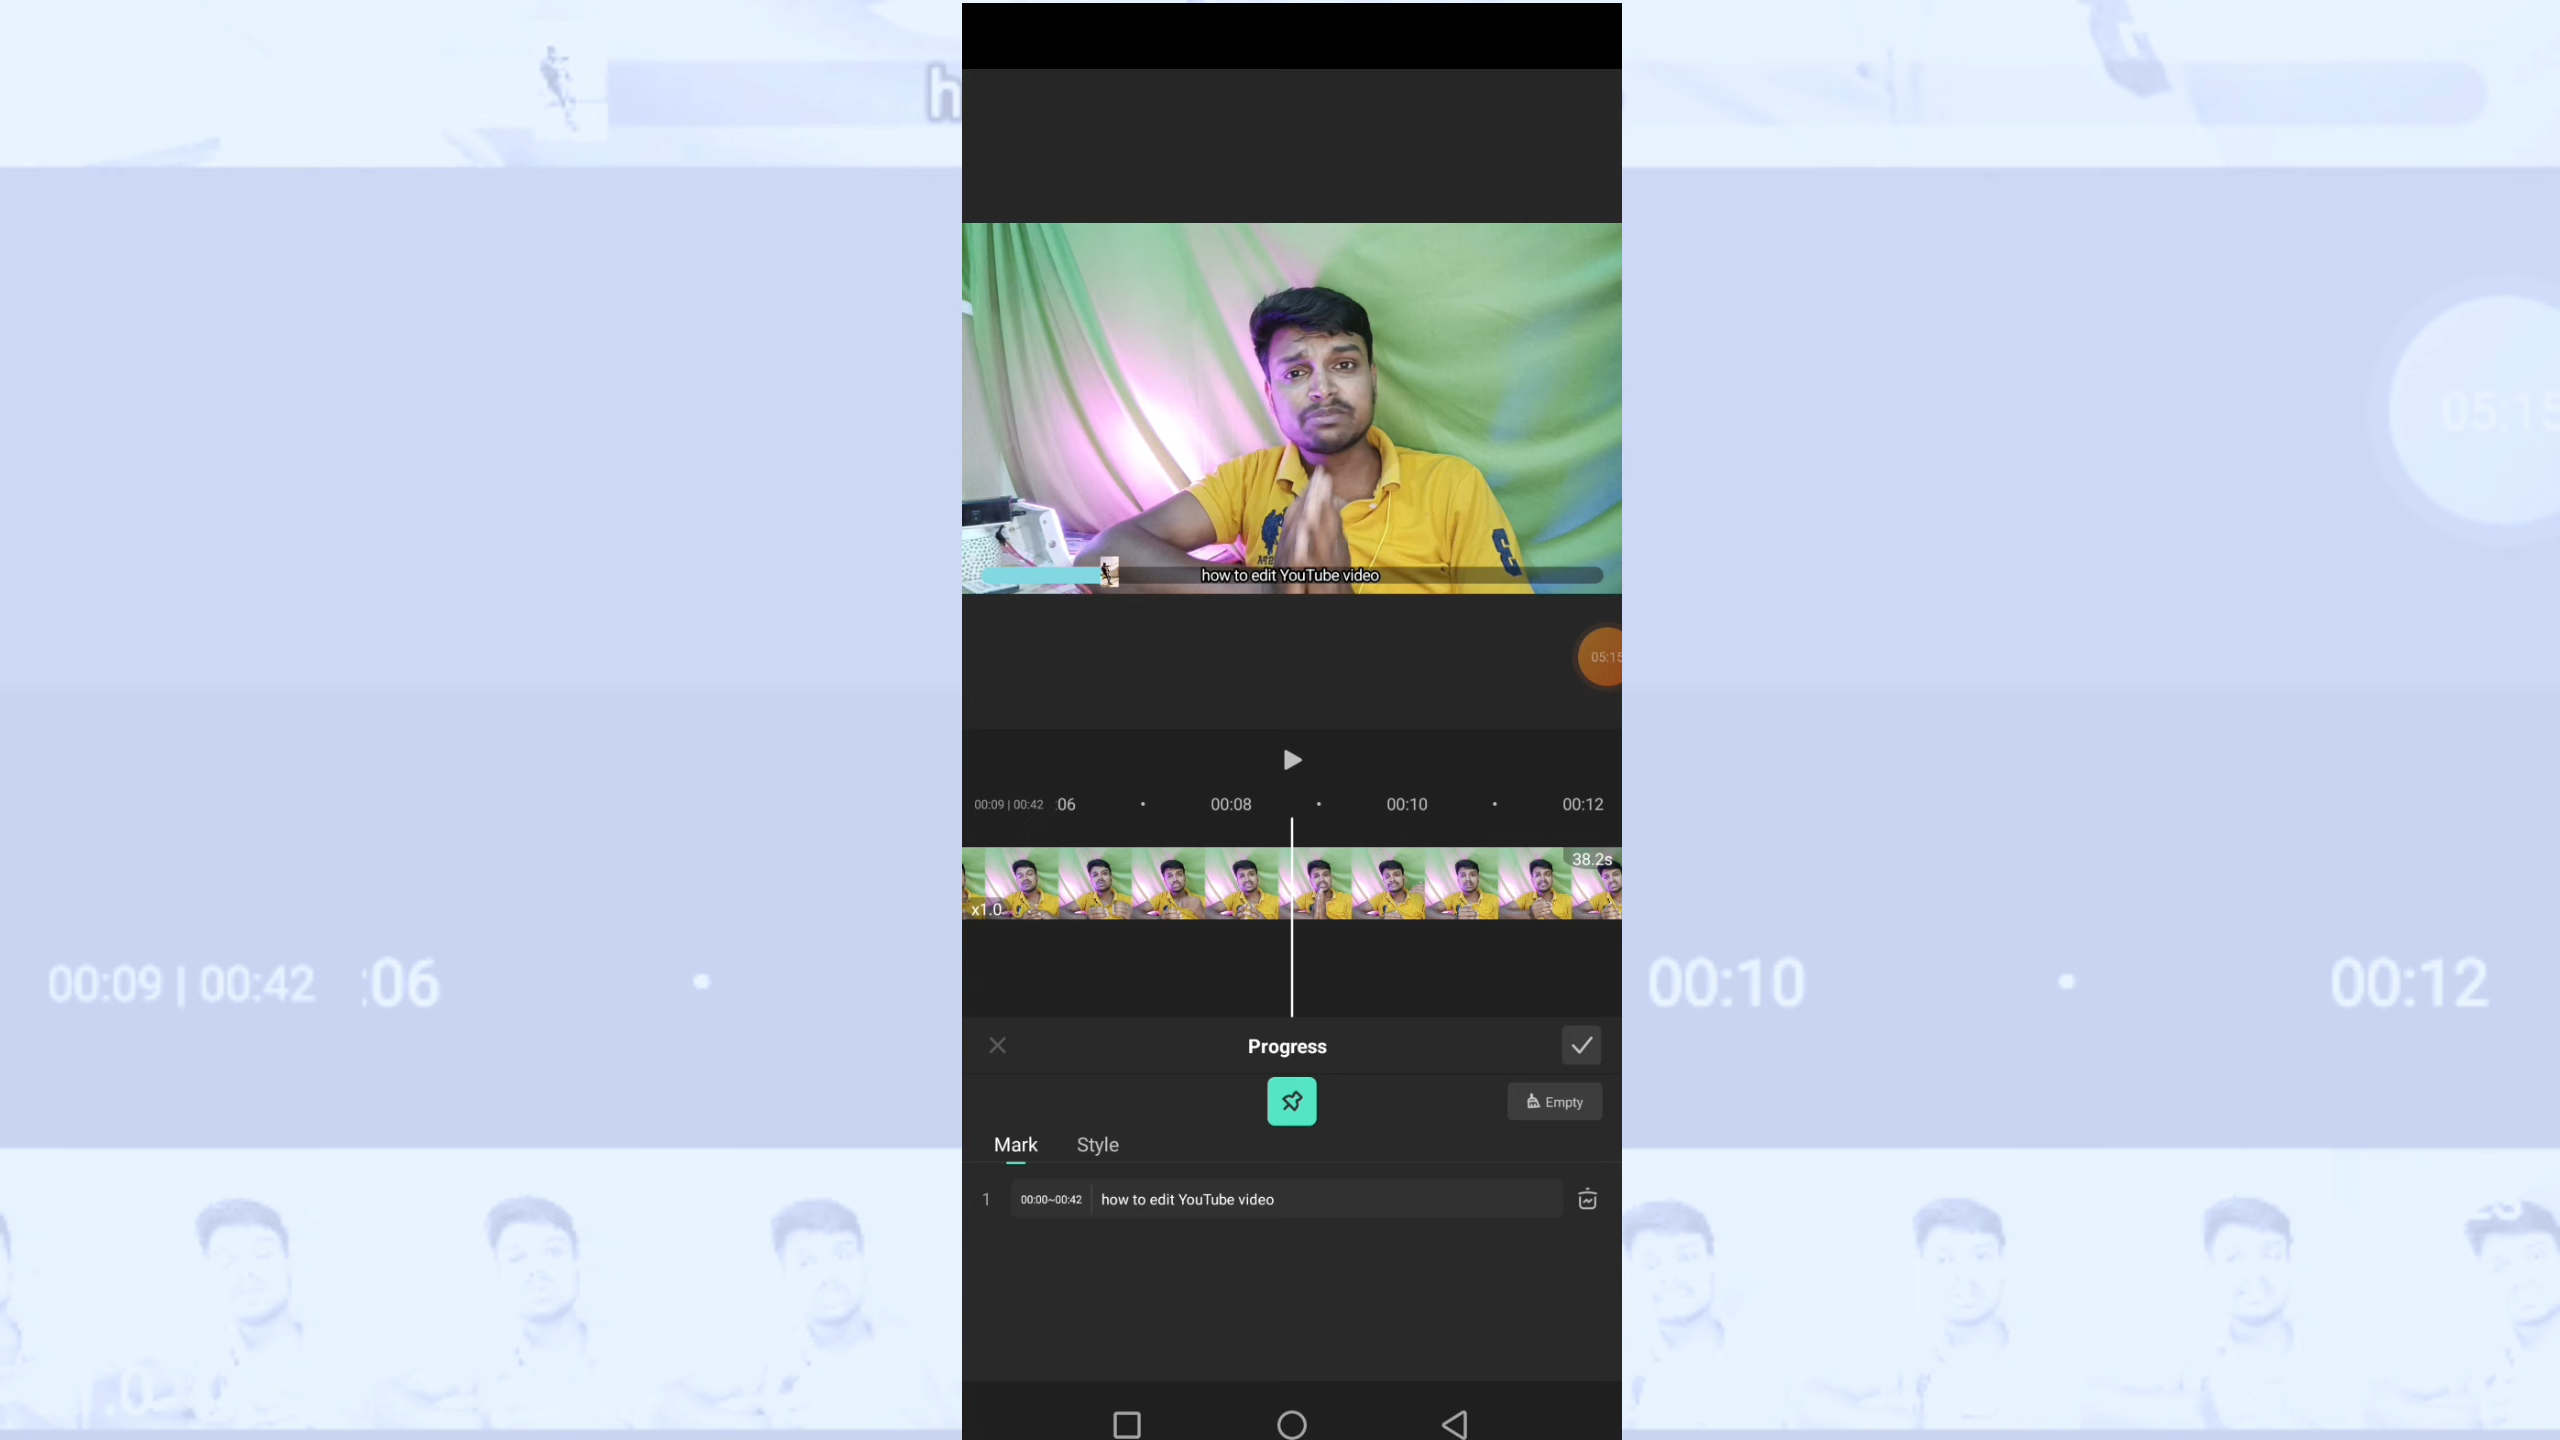 how to edit YouTube video
05:15
05:15
00:09 | 00:42 :06 00:08 00:10 00:12
38.2s
x1.0
00:09 | 00:42 :06 00:10 00:12
Progress
Empty
Mark Style
1 00:00~00:42 how to edit YouTube video